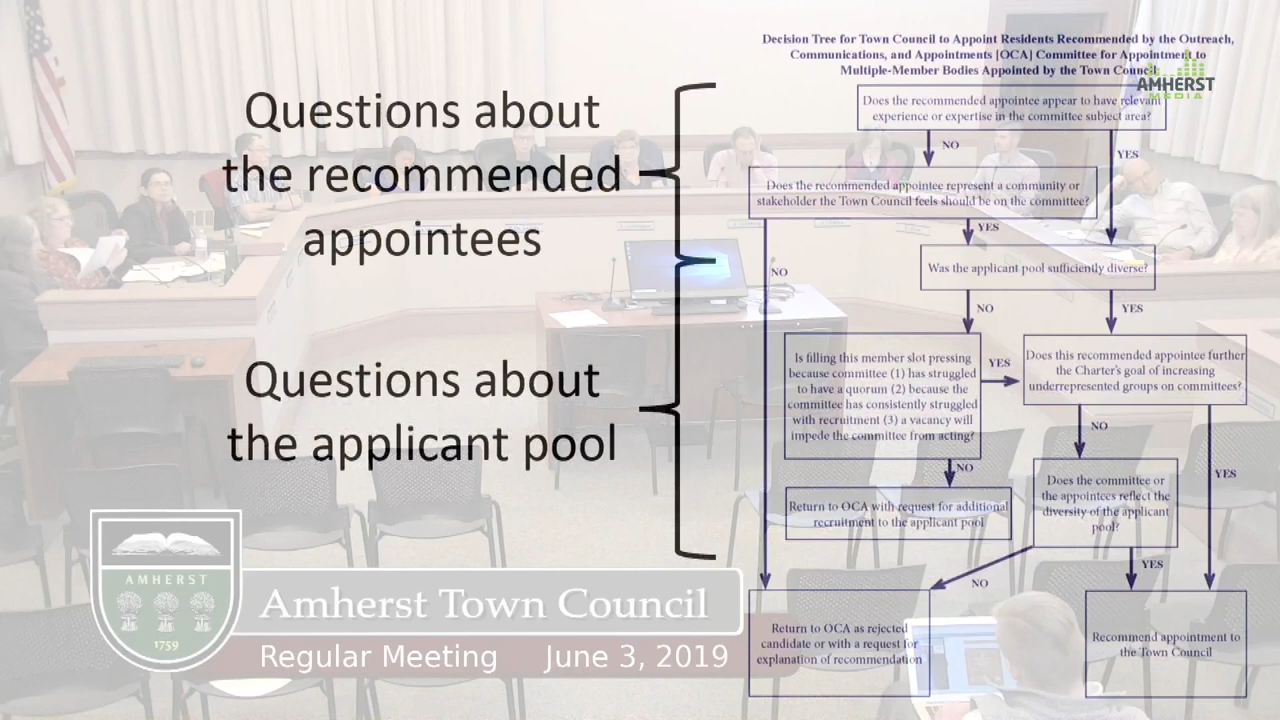 Decision Tree for Town Council to Appoint Residents Recommended by the Outreach,
Communications, and Appointments [OCA] Committee for Appointment to
Multiple-Member Bodies Appointed by the Town Council
AMHERST
MEDIA
Questions about
the recommended
appointees
Questions about
the applicant pool
Does the recommended appointee appear to have relevant
experience or expertise in the committee subject area?
NO
YES
Does the recommended appointee represent a community or
stakeholder the Town Council feels should be on the committee?
YES
NO
Was the applicant pool sufficiently diverse?
NO
YES
Is filling this member slot pressing
because committee (1) has struggled
to have a quorum (2) because the
committee has consistently struggled
with recruitment (3) a vacancy will
impede the committee from acting?
YES
Does this recommended appointee further
the Charter's goal of increasing
underrepresented groups on committees?
NO
NO
YES
Return to OCA with request for additional
recruitment to the applicant pool
Does the committee or
the appointees reflect the
diversity of the applicant
pool?
NO
YES
Return to OCA as rejected
candidate or with a request for
explanation of recommendation
Recommend appointment to
the Town Council
AMHERST
1759
Amherst Town Council
Regular Meeting June 3, 2019